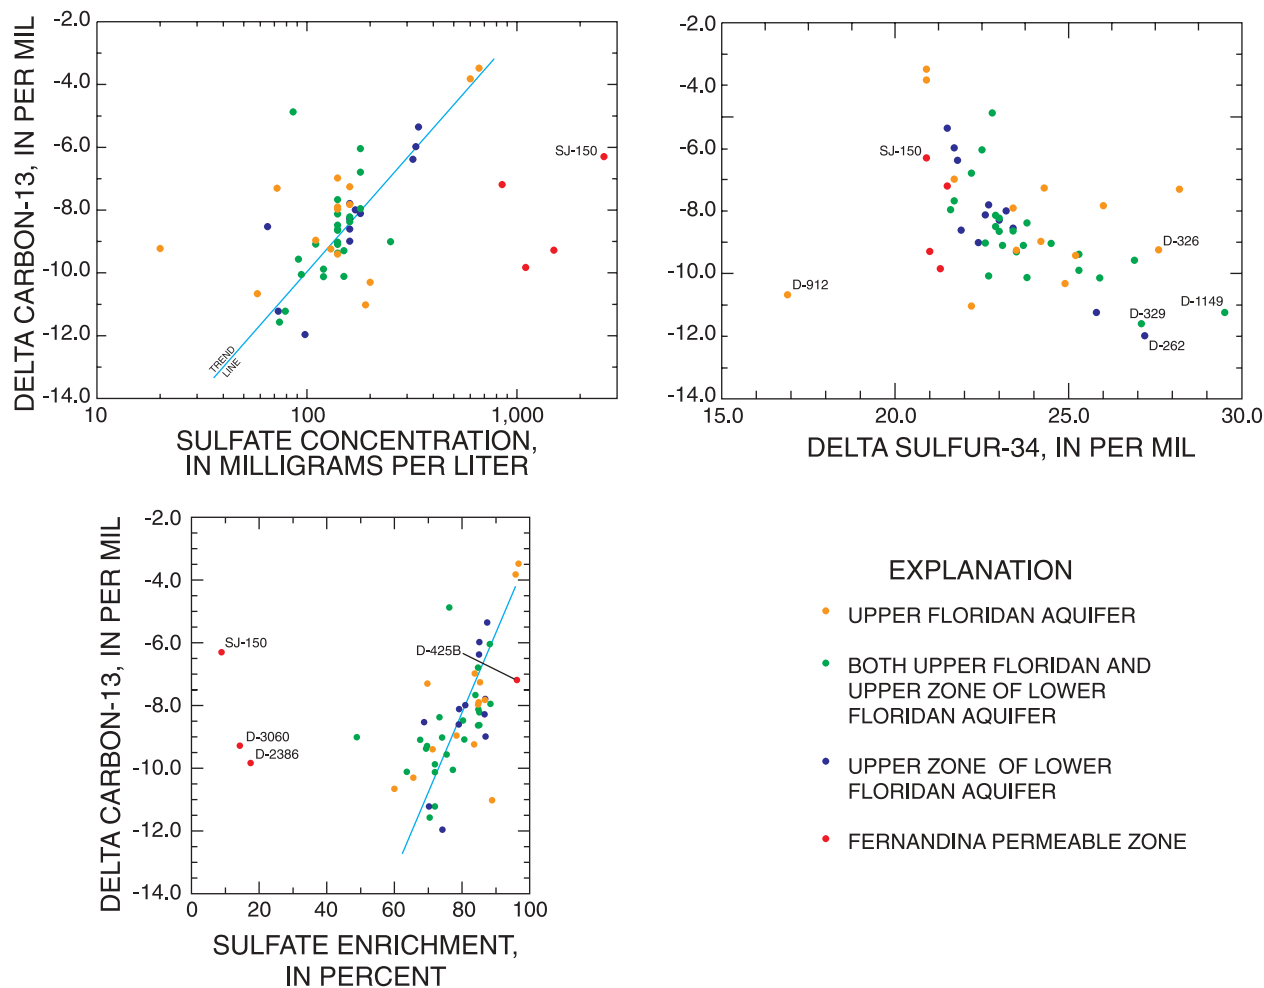 DELTA CARBON-13, IN PER MIL
-2.0
-4.0
-6.0
-8.0
-10.0
-12.0
-14.0
SJ-150
TREND
LINE
10
100
1,000
SULFATE CONCENTRATION,
IN MILLIGRAMS PER LITER
DELTA CARBON-13, IN PER MIL
-2.0
-4.0
-6.0
-8.0
-10.0
-12.0
-14.0
SJ-150
D-326
D-912
D-1149
D-329
D-262
15.0
20.0
25.0
30.0
DELTA SULFUR-34, IN PER MIL
DELTA CARBON-13, IN PER MIL
-2.0
-4.0
-6.0
-8.0
-10.0
-12.0
-14.0
SJ-150
D-425B
D-3060
D-2386
0
20
40
60
80
100
SULFATE ENRICHMENT,
IN PERCENT
EXPLANATION
UPPER FLORIDAN AQUIFER
BOTH UPPER FLORIDAN AND
UPPER ZONE OF LOWER
FLORIDAN AQUIFER
UPPER ZONE OF LOWER
FLORIDAN AQUIFER
FERNANDINA PERMEABLE ZONE